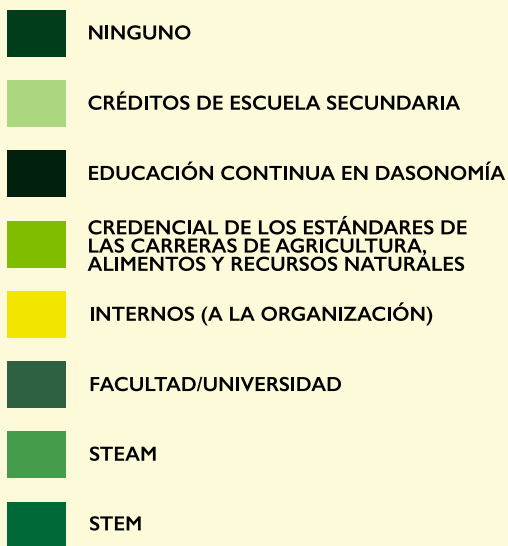 NINGUNO
CRÉDITOS DE ESCUELA SECUNDARIA
EDUCACIÓN CONTINUA EN DASONOMÍA
CREDENCIAL DE LOS ESTÁNDARES DE
LAS CARRERAS DE AGRICULTURA,
ALIMENTOS Y RECURSOS NATURALES
INTERNOS (A LA ORGANIZACIÓN)
FACULTAD/UNIVERSIDAD
STEAM
STEM